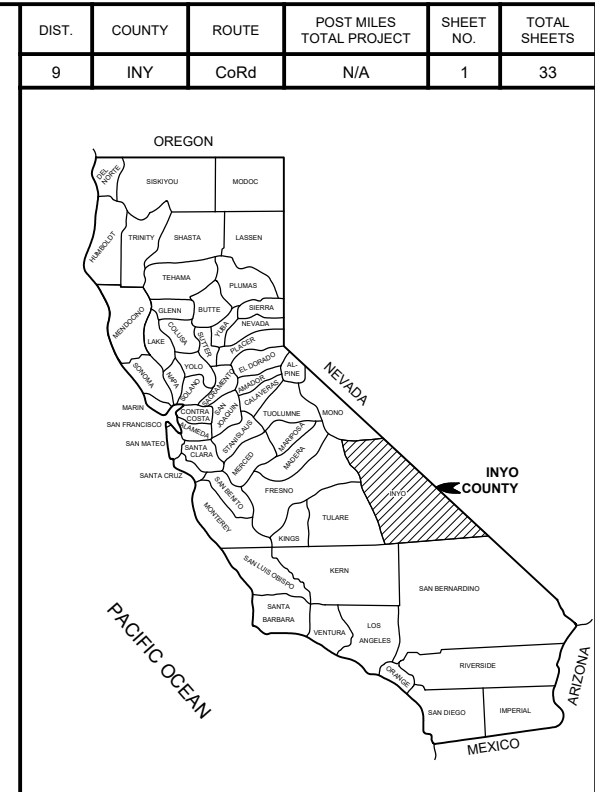 DIST. COUNTY ROUTE POST MILES TOTAL PROJECT SHEET NO. TOTAL SHEETS
9 INY CoRd N/A 1 33
OREGON
DEL NORTE
SISKIYOU
MODOC
HUMBOLDT
TRINITY
SHASTA
LASSEN
TEHAMA
PLUMAS
MENDOCINO
GLENN
BUTTE
SIERRA
COLUSA
YUBA
NEVADA
LAKE
SUTTER
PLACER
SONOMA
NAPA
YOLO
EL DORADO
AL-
PINE
NEVADA
SOLANO
SACRAMENTO
AMADOR
CALAVERAS
MARIN
CONTRA
COSTA
SAN
JOAQUIN
TUOLUMNE
MONO
SAN FRANCISCO
ALAMEDA
STANISLAUS
MARIPOSA
SAN MATEO
SANTA
CLARA
MERCED
MADERA
INYO
COUNTY
SANTA CRUZ
SAN BENITO
FRESNO
INYO
MONTEREY
TULARE
KINGS
SAN LUIS OBISPO
KERN
SAN BERNARDINO
SANTA
BARBARA
VENTURA
LOS
ANGELES
PACIFIC OCEAN
ORANGE
RIVERSIDE
ARIZONA
SAN DIEGO
IMPERIAL
MEXICO